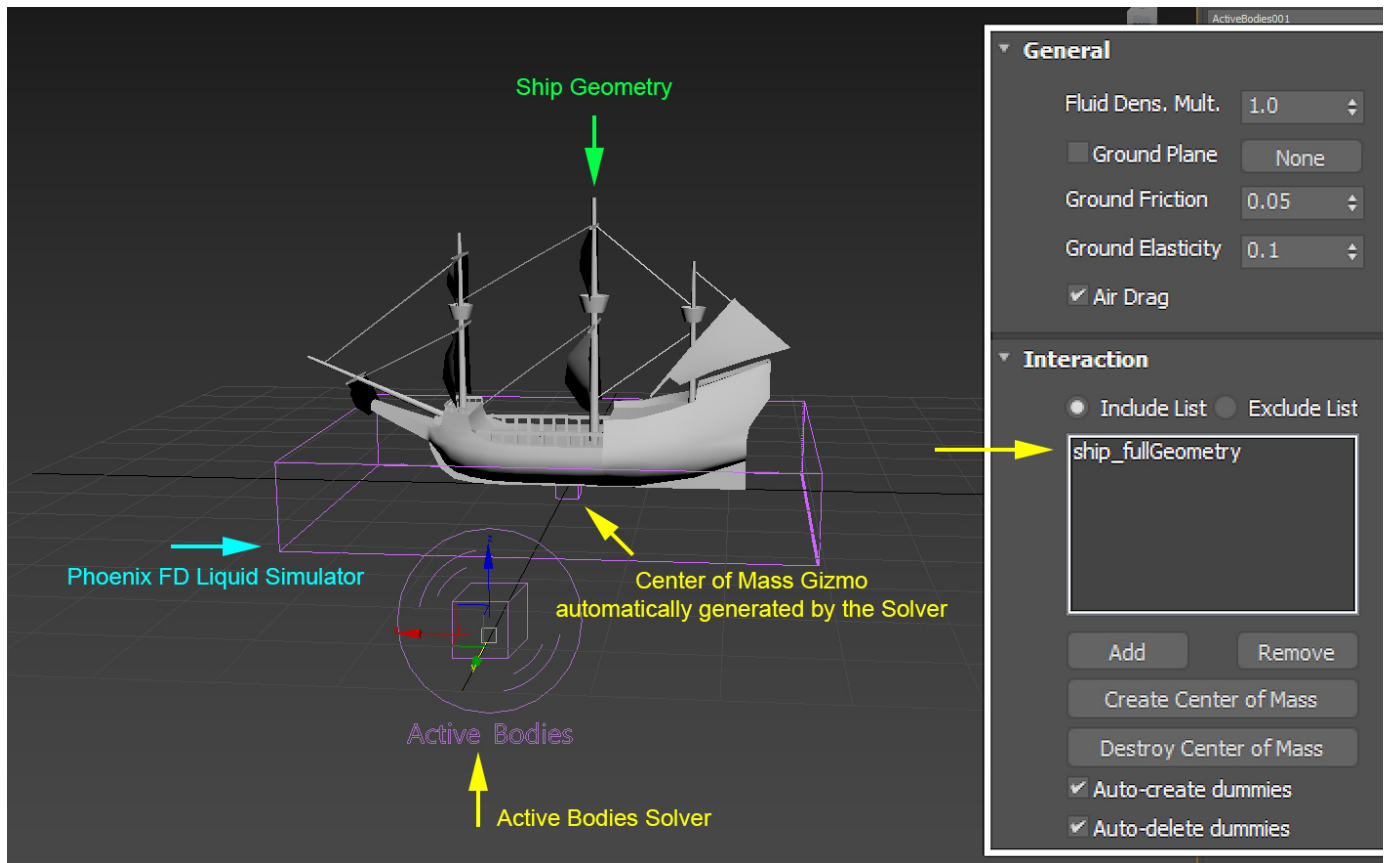 ActiveBodies001
Ship Geometry
Phoenix FD Liquid Simulator
Center of Mass Gizmo
automatically generated by the Solver
z
x
y
Active Bodies
Active Bodies Solver
General
Fluid Dens. Mult. 1.0
Ground Plane None
Ground Friction 0.05
Ground Elasticity 0.1
Air Drag
Interaction
Include List Exclude List
ship_fullGeometry
Add Remove
Create Center of Mass
Destroy Center of Mass
Auto-create dummies
Auto-delete dummies